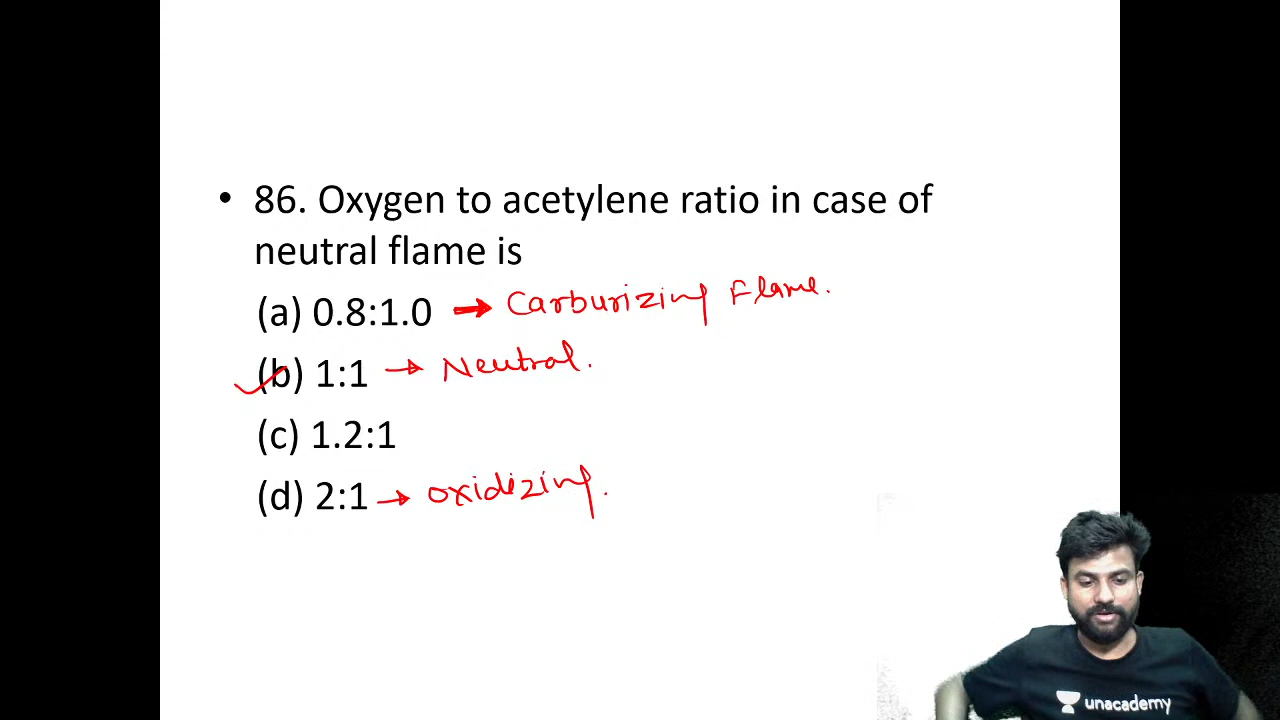 • 86. Oxygen to acetylene ratio in case of
neutral flame is
(a) 0.8:1.0 → Carburizing Flame.
(b) 1:1 → Neutral.
(c) 1.2:1
(d) 2:1 → oxidizing.
unacademy